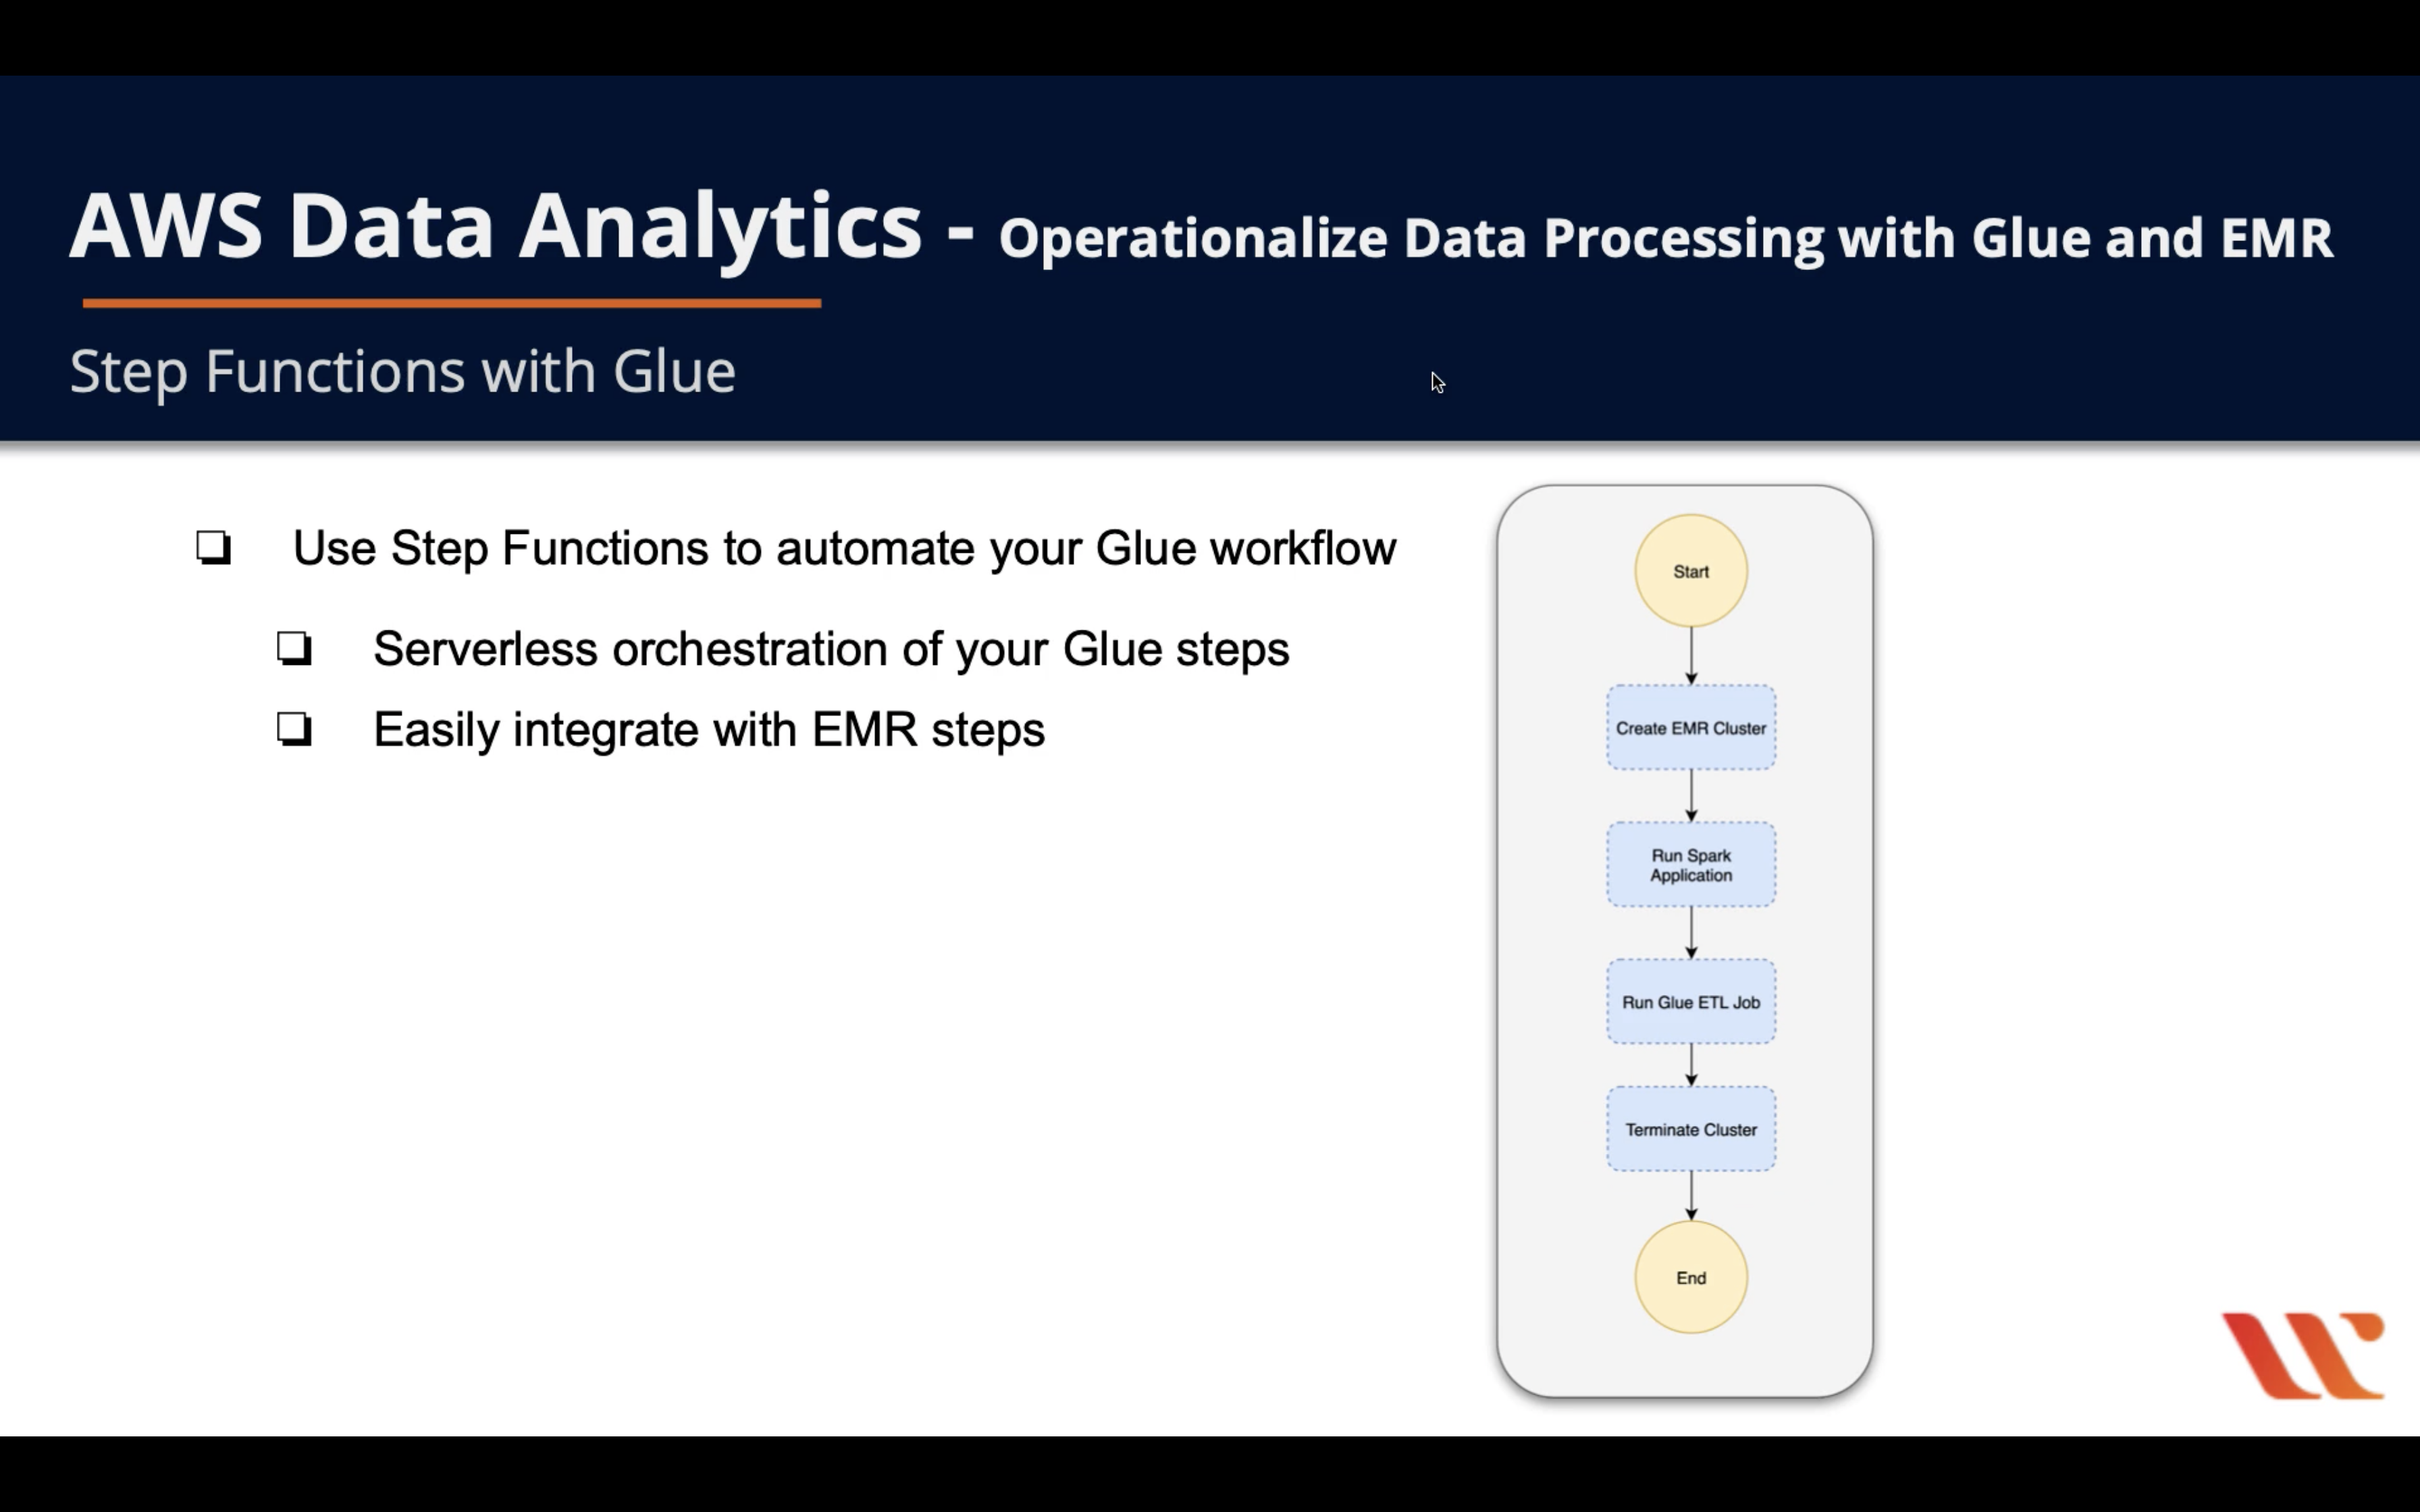 AWS Data Analytics - Operationalize Data Processing with Glue and EMR
Step Functions with Glue
Use Step Functions to automate your Glue workflow
Serverless orchestration of your Glue steps
Easily integrate with EMR steps
Start
Create EMR Cluster
Run Spark
Application
Run Glue ETL Job
Terminate Cluster
End